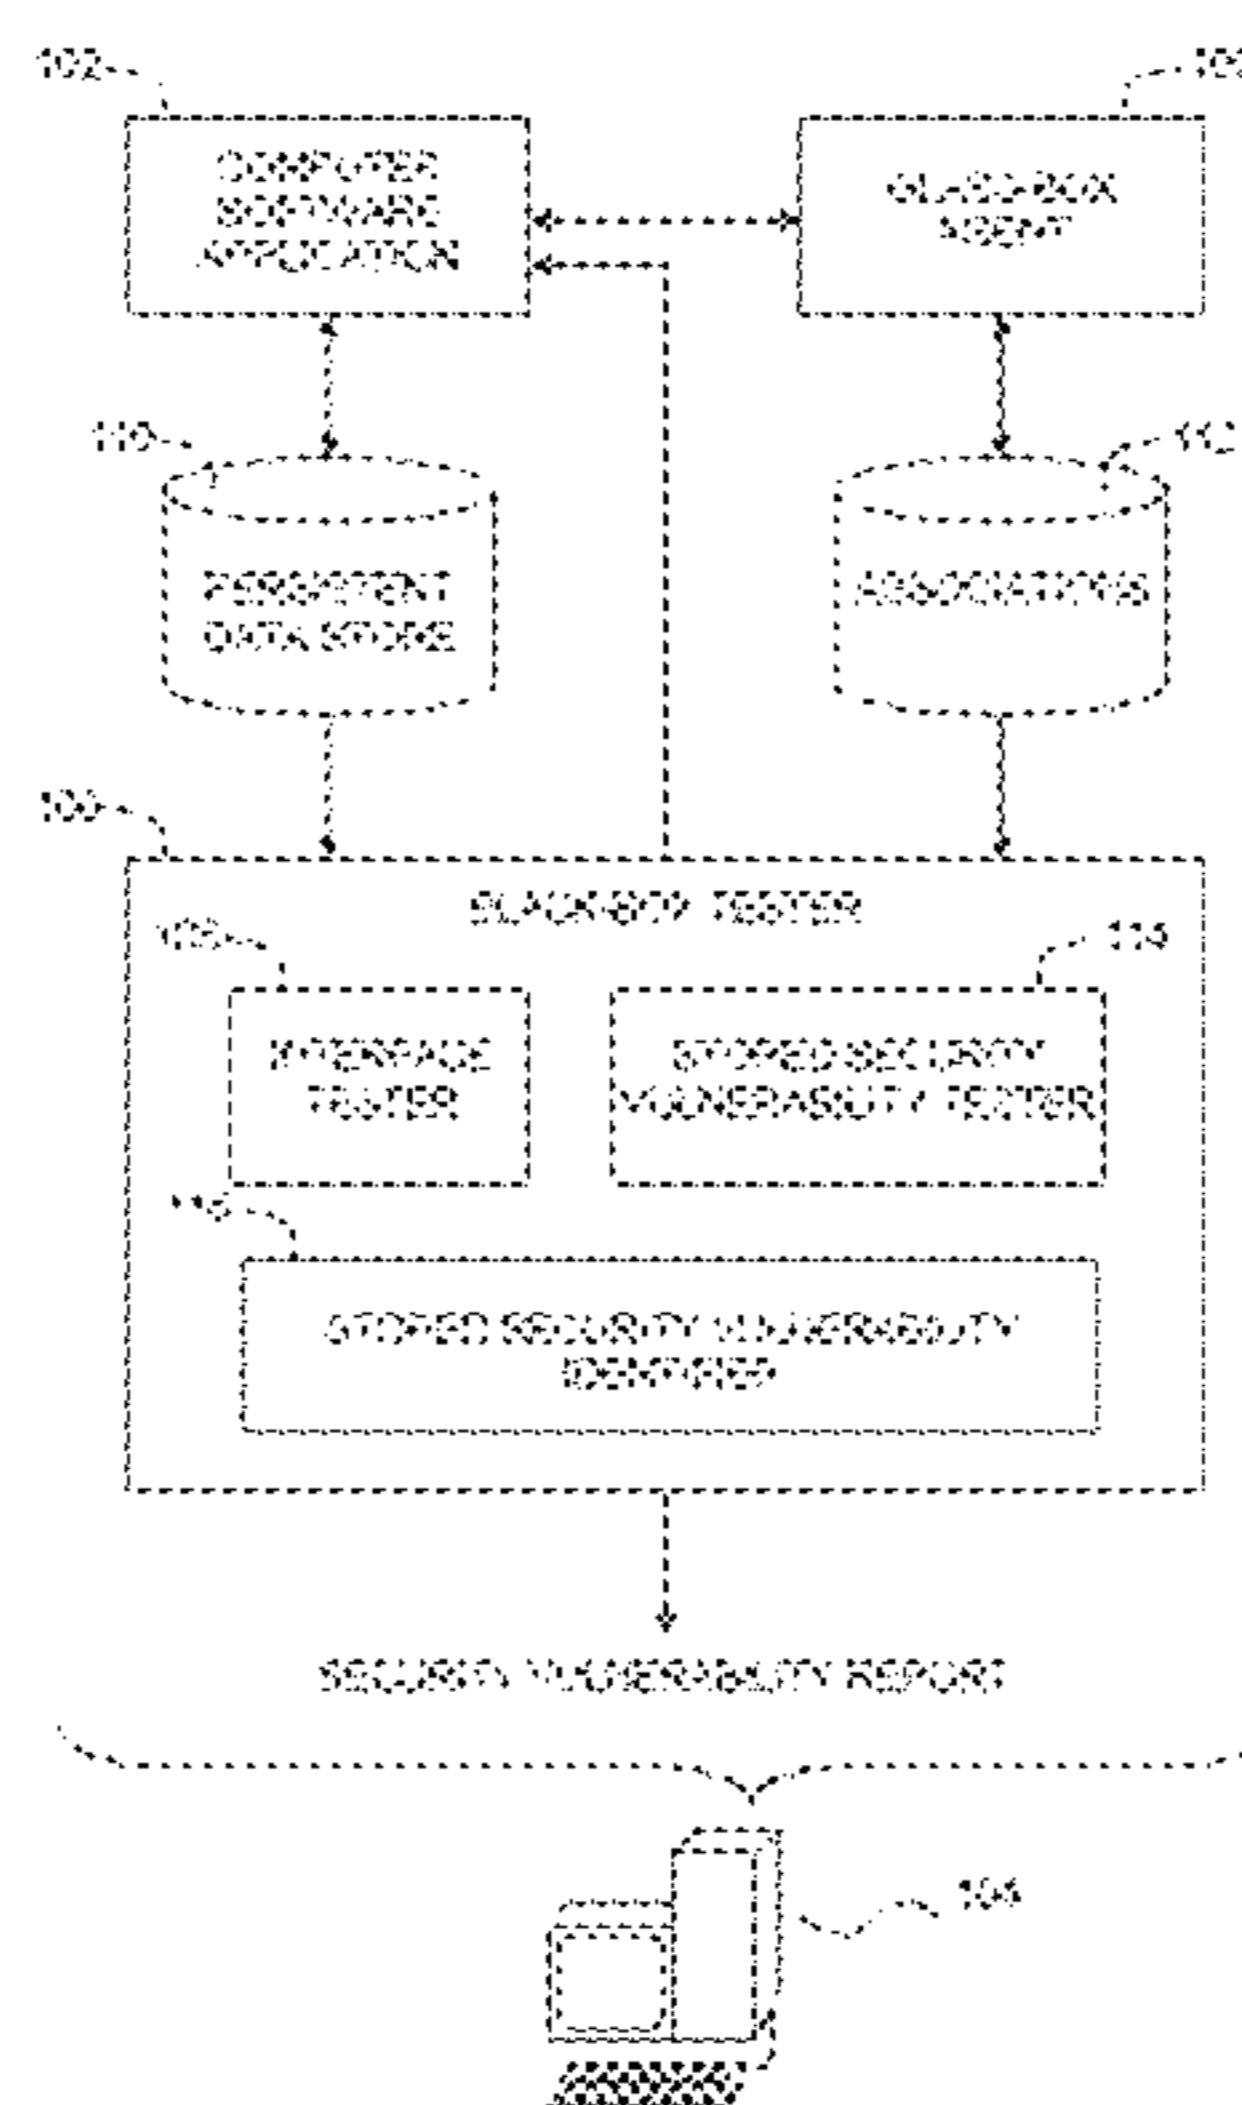 102
COMPUTER
SOFTWARE
APPLICATION
GLASS-BOX
AGENT
110
PERSISTENT
DATA STORE
ASSOCIATIONS
100
BLACK-BOX TESTER
INTERFACE
TESTER
STORED SECURITY
VULNERABILITY TESTER
STORED SECURITY VULNERABILITY
IDENTIFIER
SECURITY VULNERABILITY REPORT